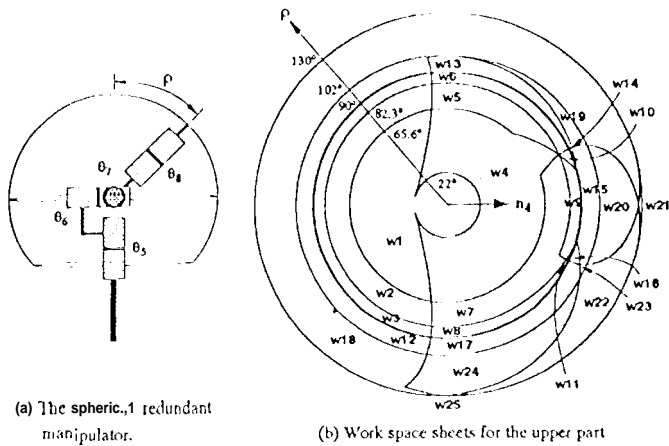 ρ
θ7
θ8
θ6
θ5
(a) The spheric.,1 redundant
manipulator.
ρ
130°
102°
90°
82.3°
65.6°
22°
n4
w13
w6
w5
w14
w19
w10
w4
w15
w9
w20
w21
w1
w16
w2
w7
w22
w23
w3
w8
w18
w12
w17
w11
w24
w25
(b) Work space sheets for the upper part